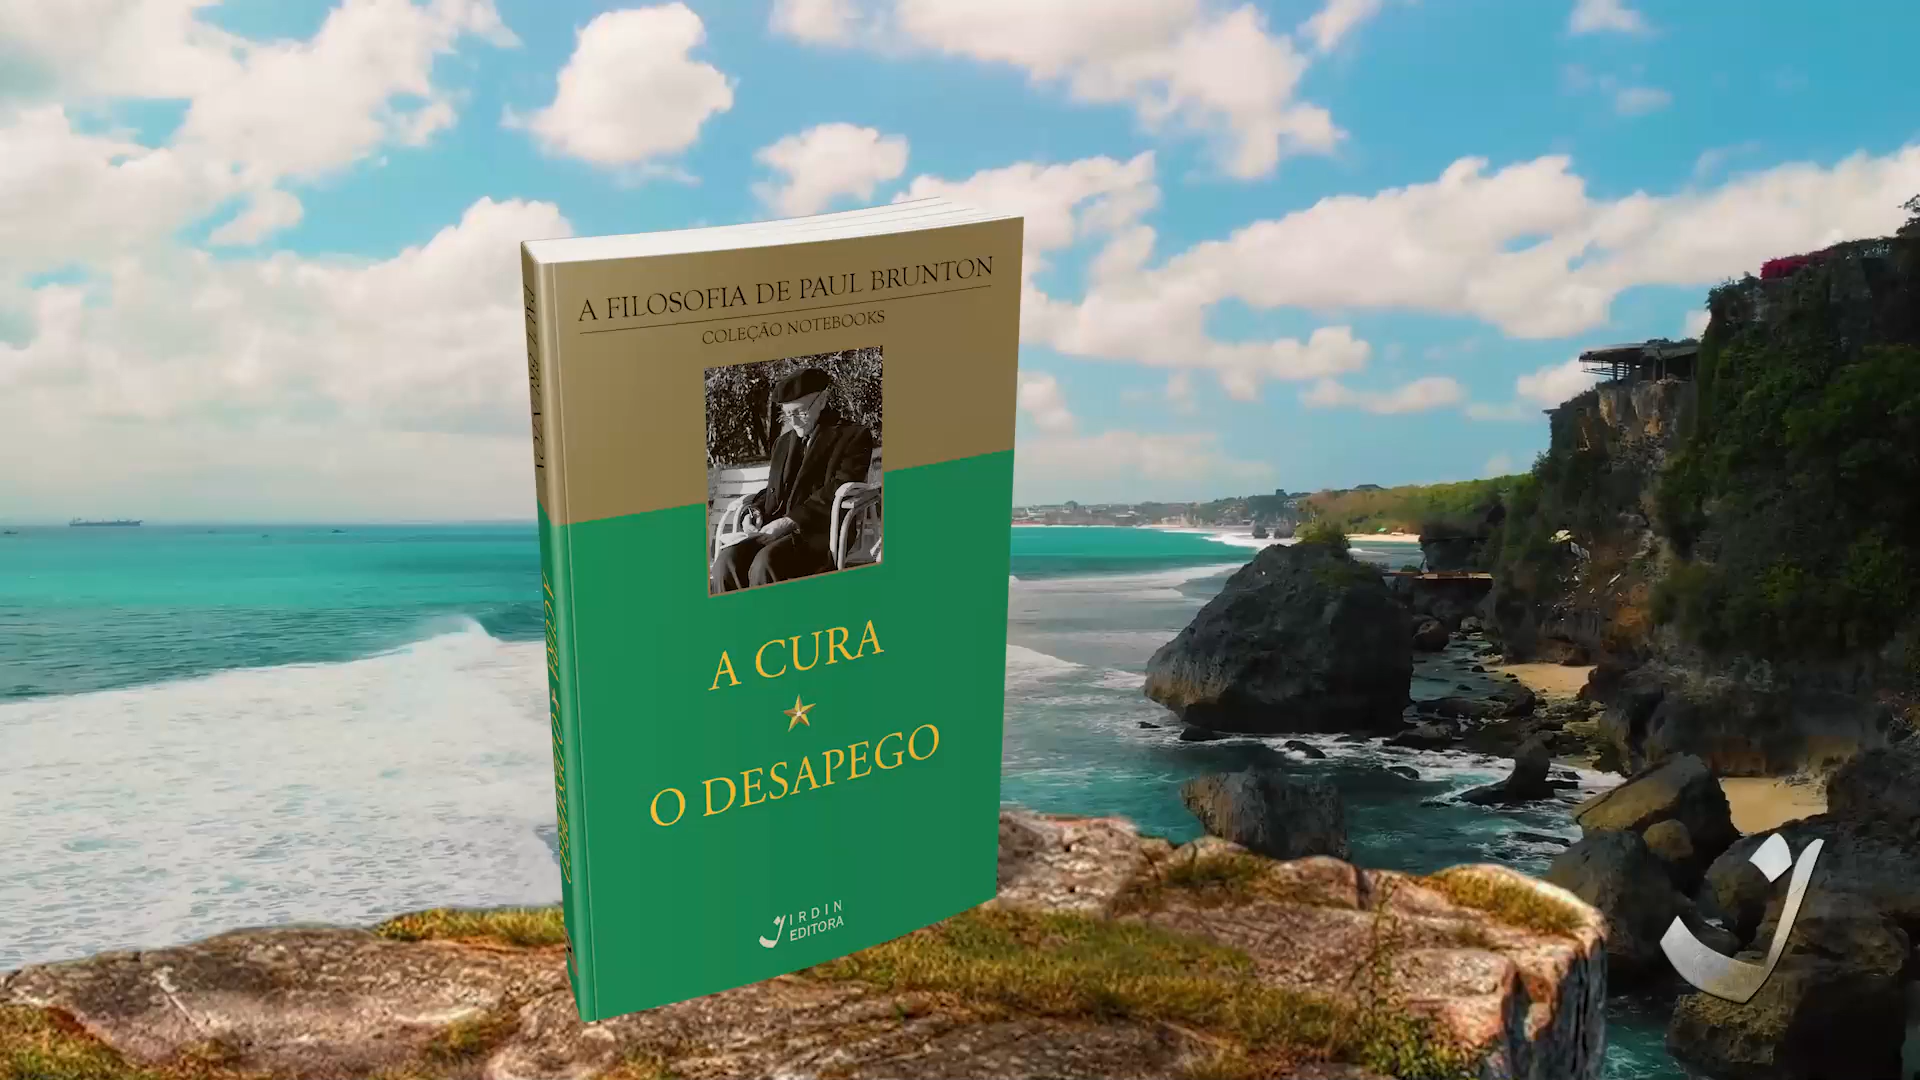 A FILOSOFIA DE PAUL BRUNTON
COLEÇÃO NOTEBOOKS
A CURA
O DESAPEGO
IRDIN
EDITORA